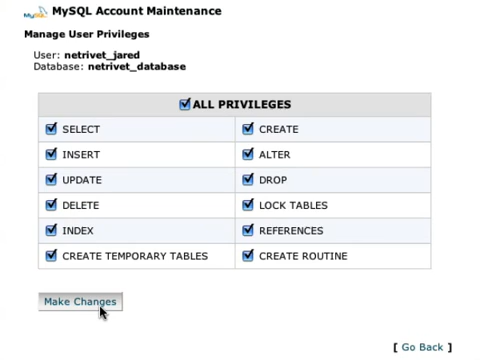 MySQL MySQL Account Maintenance
Manage User Privileges
User: netrivet_jared
Database: netrivet_database
ALL PRIVILEGES
SELECT CREATE
INSERT ALTER
UPDATE DROP
DELETE LOCK TABLES
INDEX REFERENCES
CREATE TEMPORARY TABLES CREATE ROUTINE
Make Changes
[ Go Back ]